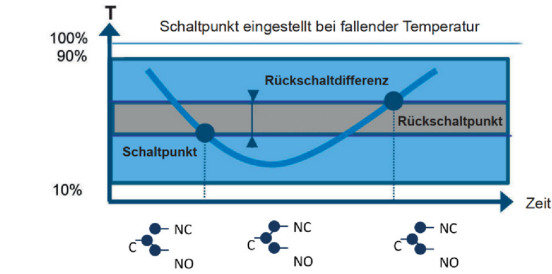 T
Schaltpunkt eingestellt bei fallender Temperatur
100%
90%
Rückschaltdifferenz
Rückschaltpunkt
Schaltpunkt
10%
Zeit
C NC NO
C NC NO
C NC NO